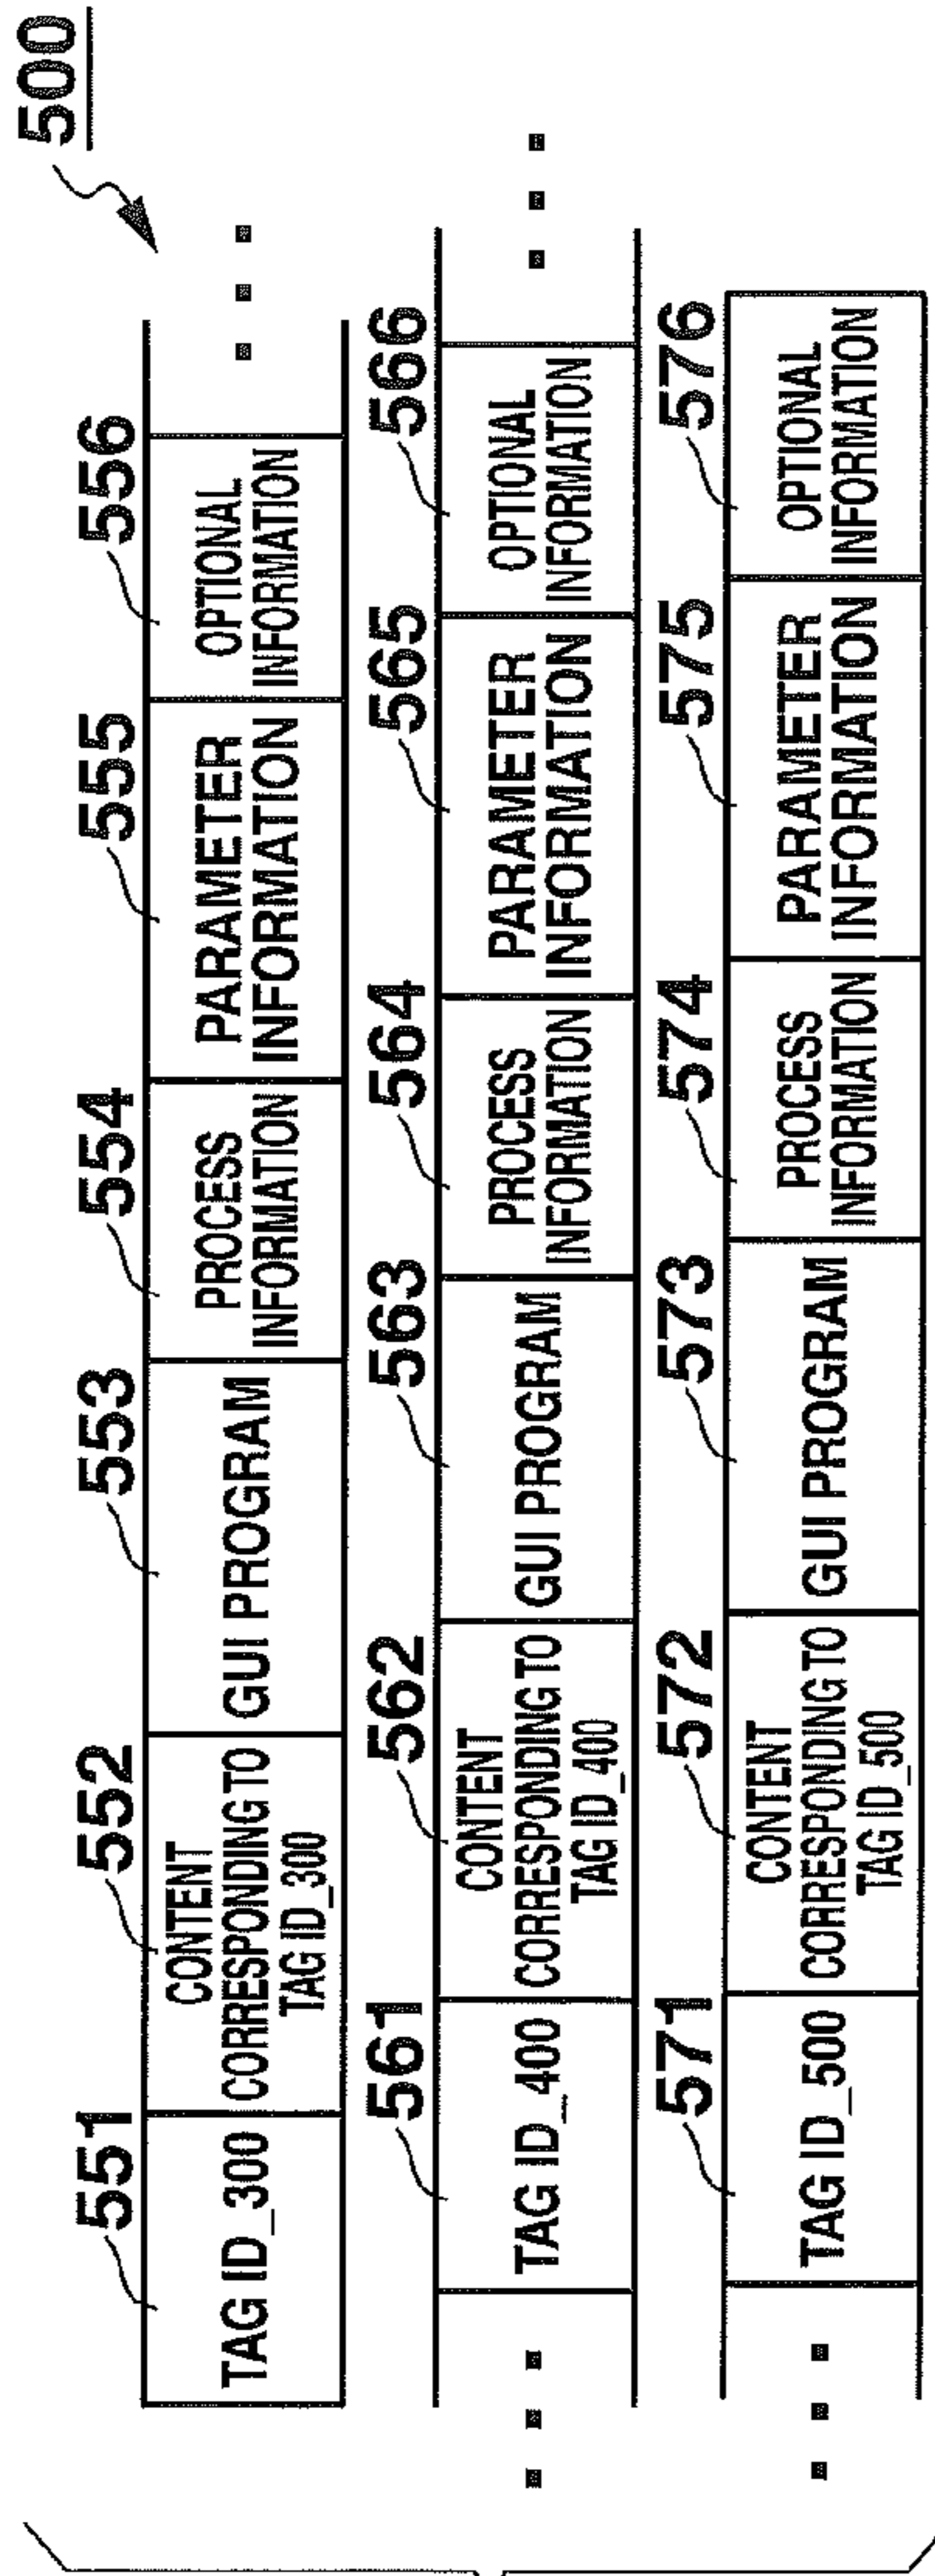 500
551
552
553
554
555
556
TAG ID_300
CONTENT
CORRESPONDING TO
TAG ID_300
GUI PROGRAM
PROCESS
INFORMATION
PARAMETER
INFORMATION
OPTIONAL
INFORMATION
561
562
563
564
565
566
TAG ID_400
CONTENT
CORRESPONDING TO
TAG ID_400
GUI PROGRAM
PROCESS
INFORMATION
PARAMETER
INFORMATION
OPTIONAL
INFORMATION
571
572
573
574
575
576
TAG ID_500
CONTENT
CORRESPONDING TO
TAG ID_500
GUI PROGRAM
PROCESS
INFORMATION
PARAMETER
INFORMATION
OPTIONAL
INFORMATION